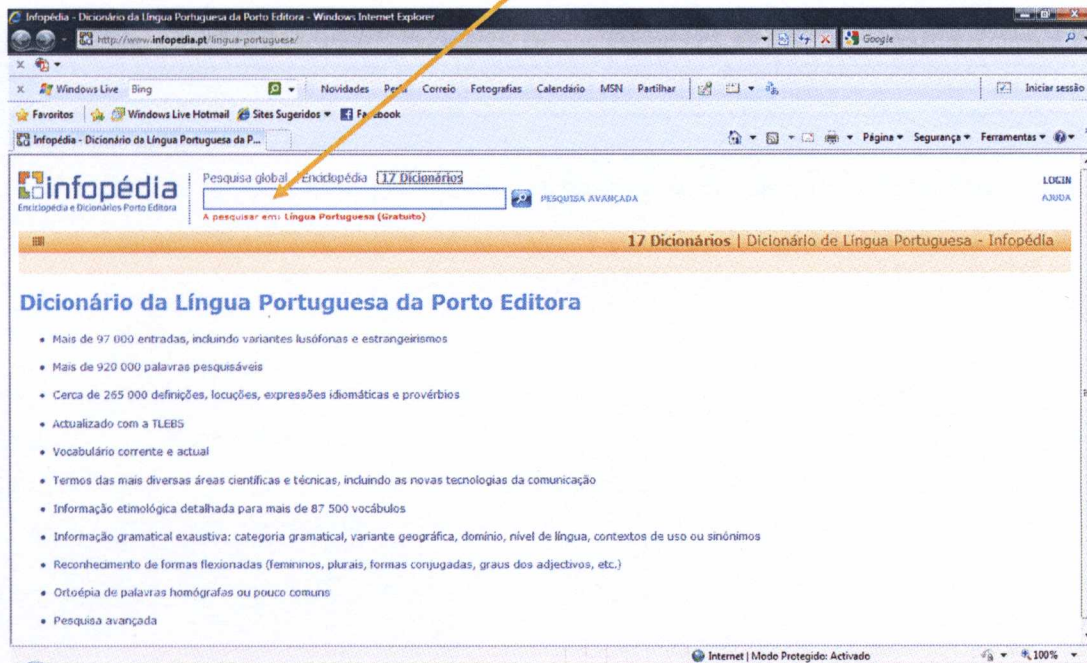 Infopédia - Dicionário da Língua Portuguesa da Porto Editora - Windows Internet Explorer
http://www.infopedia.pt/lingua-portuguesa/
Google
Windows Live Bing Novidades Perfil Correio Fotografias Calendário MSN Partilhar Iniciar sessão
Favoritos Windows Live Hotmail Sites Sugeridos Facebook
Infopédia - Dicionário da Língua Portuguesa da P... Página Segurança Ferramentas
infopédia
Enciclopédia e Dicionários Porto Editora
Pesquisa global Enciclopédia 17 Dicionários
PESQUISA AVANÇADA
A pesquisar em: Língua Portuguesa (Gratuito)
LOGIN
AJUDA
17 Dicionários | Dicionário de Língua Portuguesa - Infopédia
Dicionário da Língua Portuguesa da Porto Editora
• Mais de 97 000 entradas, incluindo variantes lusófonas e estrangeirismos
• Mais de 920 000 palavras pesquisáveis
• Cerca de 265 000 definições, locuções, expressões idiomáticas e provérbios
• Actualizado com a TLEBS
• Vocabulário corrente e actual
• Termos das mais diversas áreas científicas e técnicas, incluindo as novas tecnologias da comunicação
• Informação etimológica detalhada para mais de 87 500 vocábulos
• Informação gramatical exaustiva: categoria gramatical, variante geográfica, domínio, nível de língua, contextos de uso ou sinónimos
• Reconhecimento de formas flexionadas (femininos, plurais, formas conjugadas, graus dos adjectivos, etc.)
• Ortoépia de palavras homógrafas ou pouco comuns
• Pesquisa avançada
Internet | Modo Protegido: Activado 100%